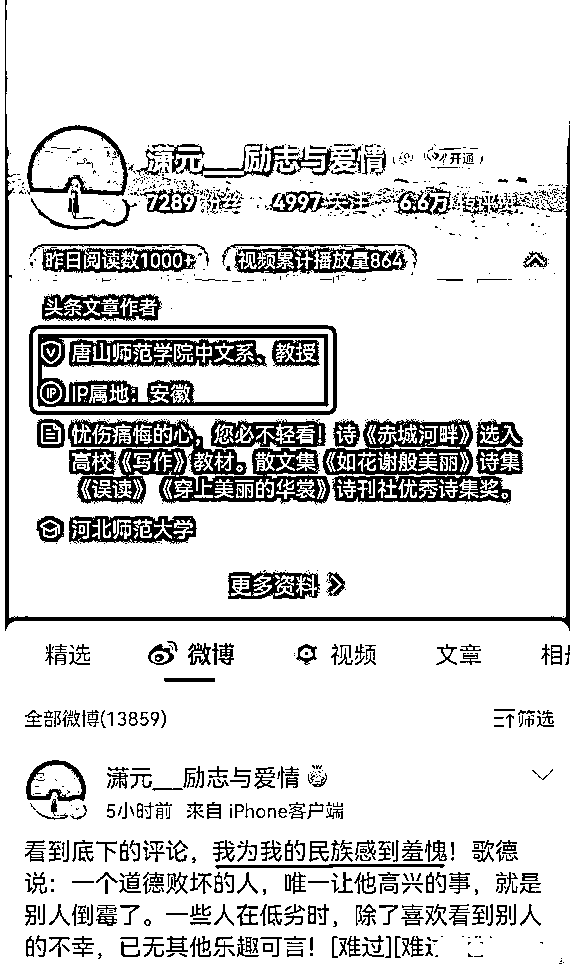 潇元___励志与爱情 开通
7289 粉丝 4997 关注 6.6万 转评赞
昨日阅读数1000+ 视频累计播放量864
头条文章作者
唐山师范学院中文系、教授
IP属地：安徽
忧伤痛悔的心，您必不轻看！诗《赤城河畔》选入
高校《写作》教材。散文集《如花谢般美丽》诗集
《误读》《穿上美丽的华裳》诗刊社优秀诗集奖。
河北师范大学
更多资料
精选 微博 视频 文章 相
全部微博(13859) 筛选
潇元___励志与爱情
5小时前 来自 iPhone客户端
看到底下的评论，我为我的民族感到羞愧！歌德
说：一个道德败坏的人，唯一让他高兴的事，就是
别人倒霉了。一些人在低劣时，除了喜欢看到别人
的不幸，已无其他乐趣可言！[难过][难过